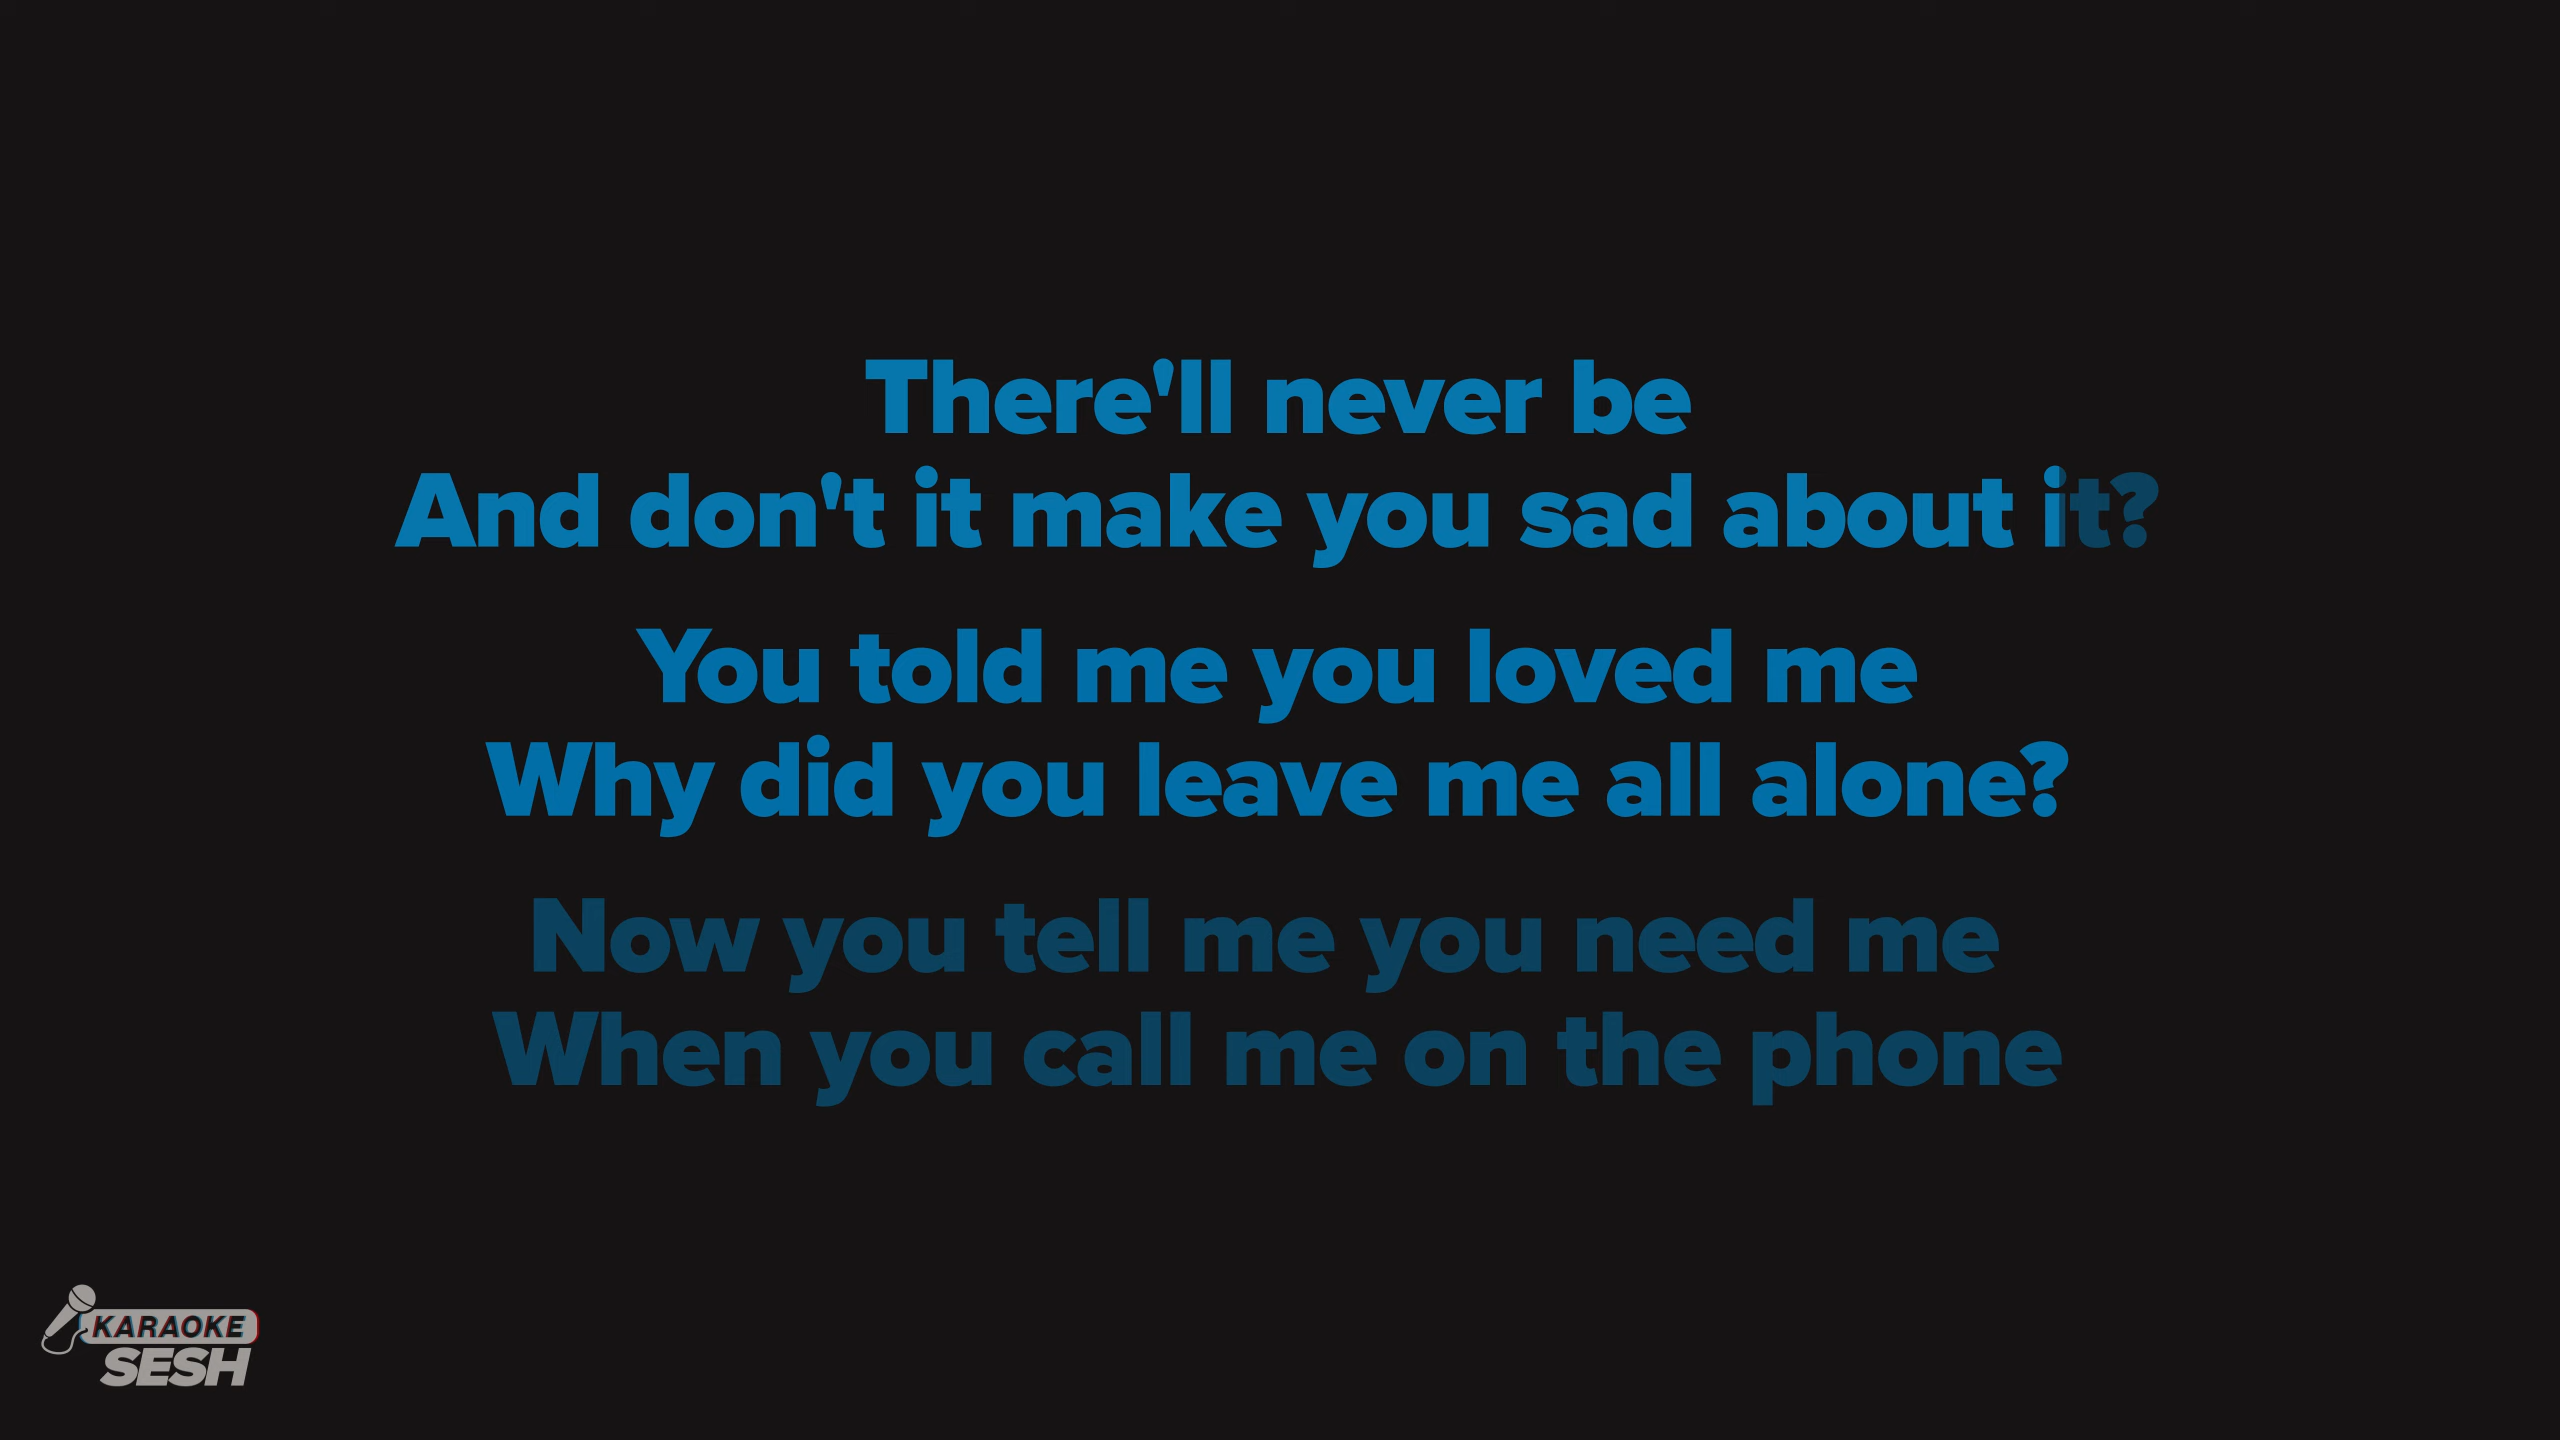 There'll never be
And don't it make you sad about it?
You told me you loved me
Why did you leave me all alone?
Now you tell me you need me
When you call me on the phone
KARAOKE
SESH